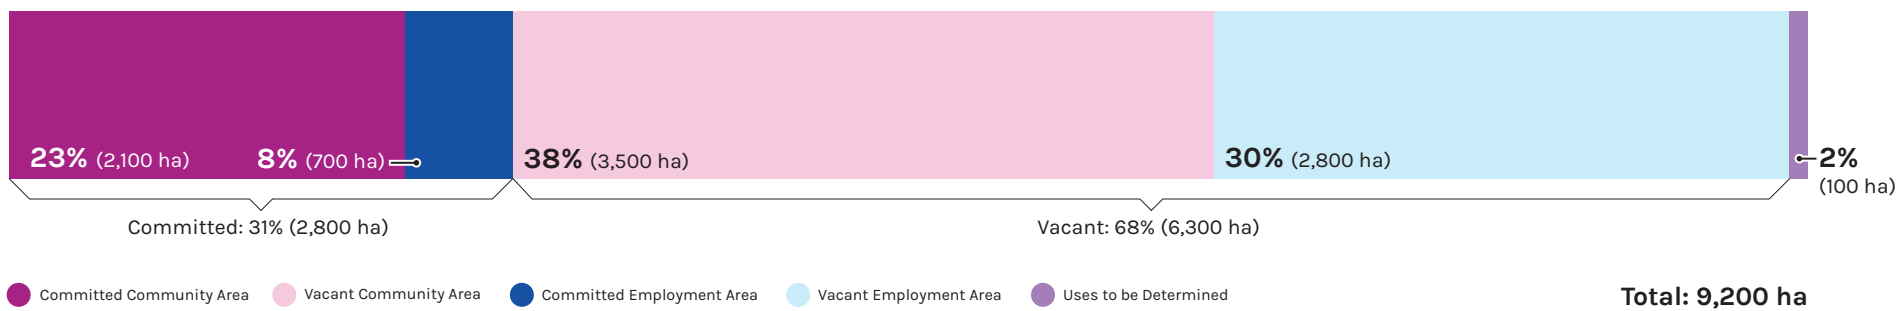 23% (2,100 ha)
8% (700 ha)
38% (3,500 ha)
30% (2,800 ha)
2%
(100 ha)
Committed: 31% (2,800 ha)
Vacant: 68% (6,300 ha)
Committed Community Area
Vacant Community Area
Committed Employment Area
Vacant Employment Area
Uses to be Determined
Total: 9,200 ha